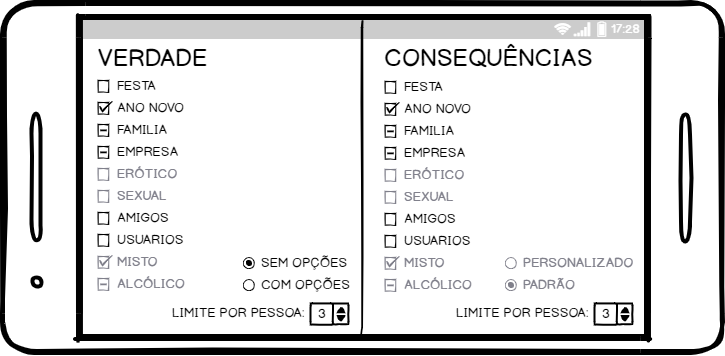 17:28
VERDADE
FESTA
ANO NOVO
FAMILIA
EMPRESA
ERÓTICO
SEXUAL
AMIGOS
USUARIOS
MISTO
ALCÓLICO
SEM OPÇÕES
COM OPÇÕES
LIMITE POR PESSOA: 3
CONSEQUÊNCIAS
FESTA
ANO NOVO
FAMILIA
EMPRESA
ERÓTICO
SEXUAL
AMIGOS
USUARIOS
MISTO
ALCÓLICO
PERSONALIZADO
PADRÃO
LIMITE POR PESSOA: 3